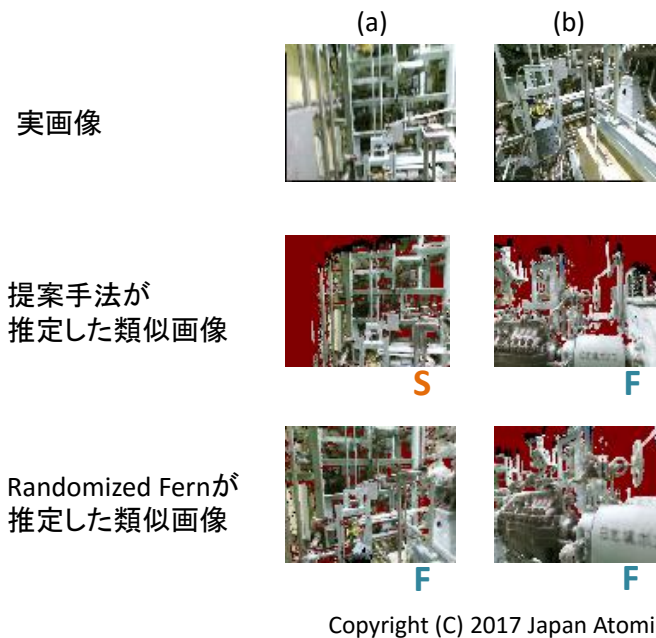 (a)
(b)
実画像
提案手法が
推定した類似画像
S
F
Randomized Fernが
推定した類似画像
F
F
Copyright (C) 2017 Japan Atomi